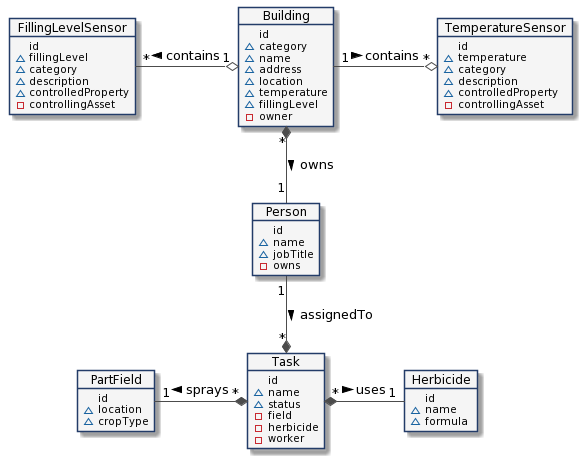 FillingLevelSensor
id
fillingLevel
category
description
controlledProperty
controllingAsset
* contains 1
Building
id
category
name
address
location
temperature
fillingLevel
owner
1 contains *
TemperatureSensor
id
temperature
category
description
controlledProperty
controllingAsset
*
owns
1
Person
id
name
jobTitle
owns
1
assignedTo
*
PartField
id
location
cropType
1 sprays *
Task
id
name
status
field
herbicide
worker
* uses 1
Herbicide
id
name
formula